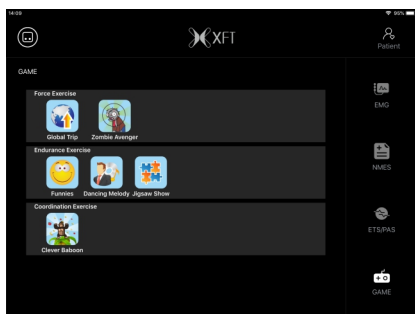 14:09
95%
XFT
Patient
GAME
Force Exercise
Global Trip Zombie Avenger
Endurance Exercise
Funnies Dancing Melody Jigsaw Show
Coordination Exercise
Clever Baboon
EMG
NMES
ETS/PAS
GAME